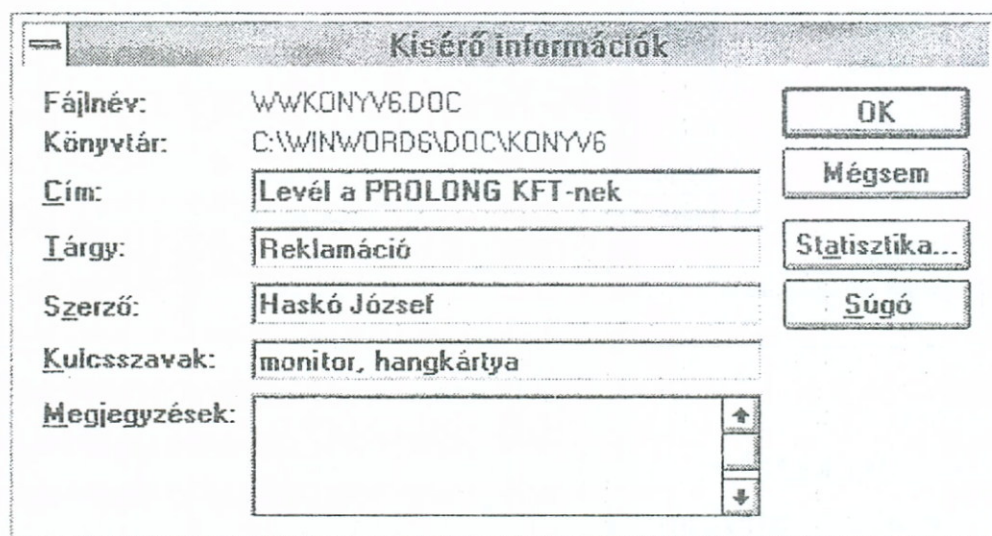 Kísérő információk
Fájlnév: WWKONYV6.DOC
Könyvtár: C:\WINWORD6\DOC\KONYV6
Cím: Levél a PROLONG KFT-nek
Tárgy: Reklamáció
Szerző: Haskó József
Kulcsszavak: monitor, hangkártya
Megjegyzések:
OK
Mégsem
Statisztika...
Súgó